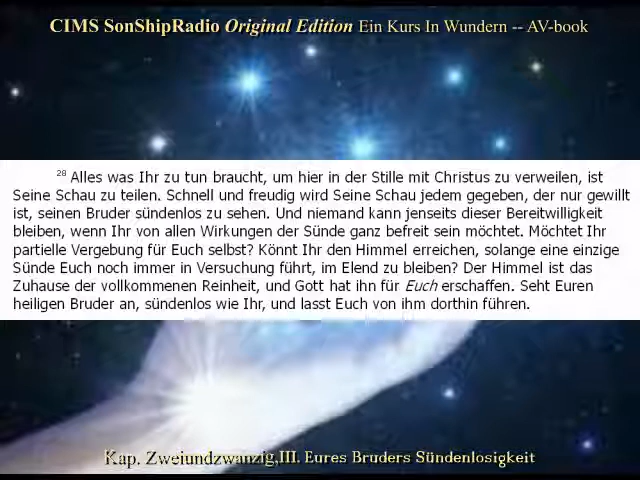 CIMS SonShipRadio Original Edition Ein Kurs In Wundern -- AV-book
28 Alles was Ihr zu tun braucht, um hier in der Stille mit Christus zu verweilen, ist
Seine Schau zu teilen. Schnell und freudig wird Seine Schau jedem gegeben, der nur gewillt
ist, seinen Bruder sündenlos zu sehen. Und niemand kann jenseits dieser Bereitwilligkeit
bleiben, wenn Ihr von allen Wirkungen der Sünde ganz befreit sein möchtet. Möchtet Ihr
partielle Vergebung für Euch selbst? Könnt Ihr den Himmel erreichen, solange eine einzige
Sünde Euch noch immer in Versuchung führt, im Elend zu bleiben? Der Himmel ist das
Zuhause der vollkommenen Reinheit, und Gott hat ihn für Euch erschaffen. Seht Euren
heiligen Bruder an, sündenlos wie Ihr, und lasst Euch von ihm dorthin führen.
Kap. Zweiundzwanzig,III. Eures Bruders Sündenlosigkeit